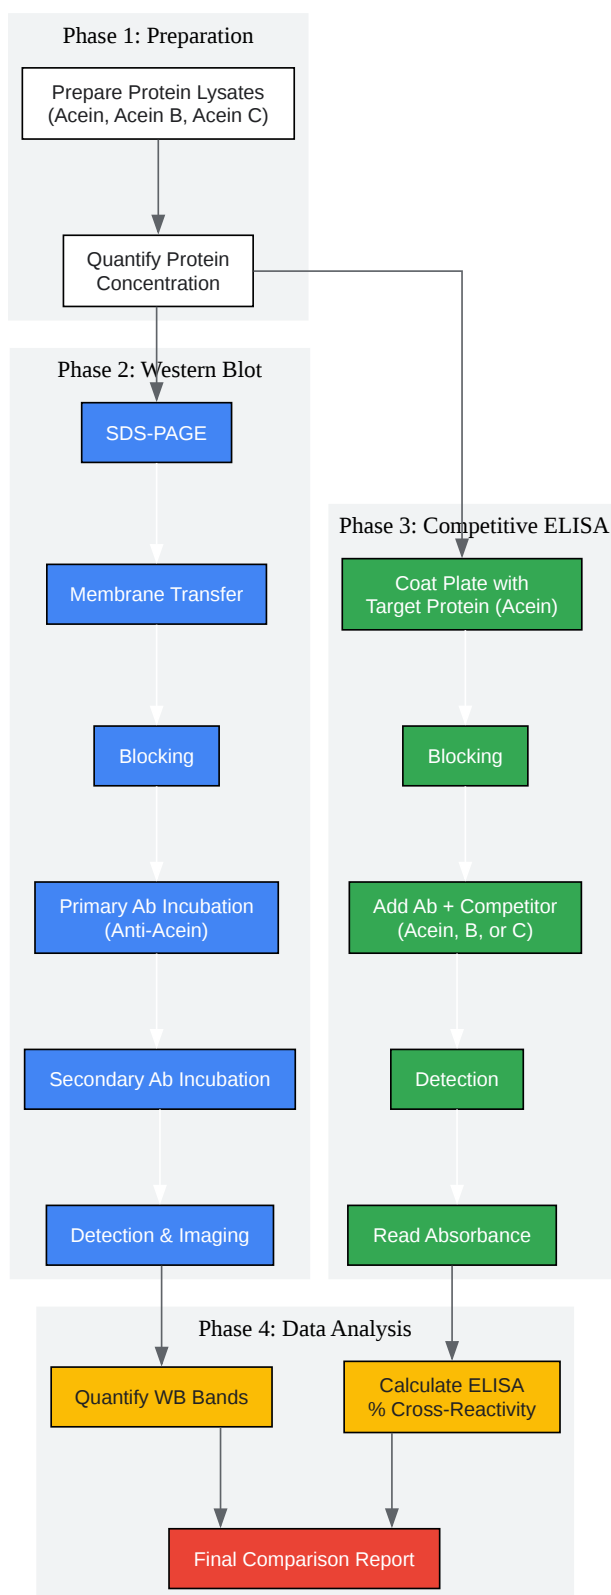 Phase 1: Preparation
Prepare Protein Lysates
(Acein, Acein B, Acein C)
Quantify Protein
Concentration
Phase 2: Western Blot
SDS-PAGE
Membrane Transfer
Blocking
Primary Ab Incubation
(Anti-Acein)
Secondary Ab Incubation
Detection & Imaging
Phase 3: Competitive ELISA
Coat Plate with
Target Protein (Acein)
Blocking
Add Ab + Competitor
(Acein, B, or C)
Detection
Read Absorbance
Phase 4: Data Analysis
Quantify WB Bands
Calculate ELISA
% Cross-Reactivity
Final Comparison Report